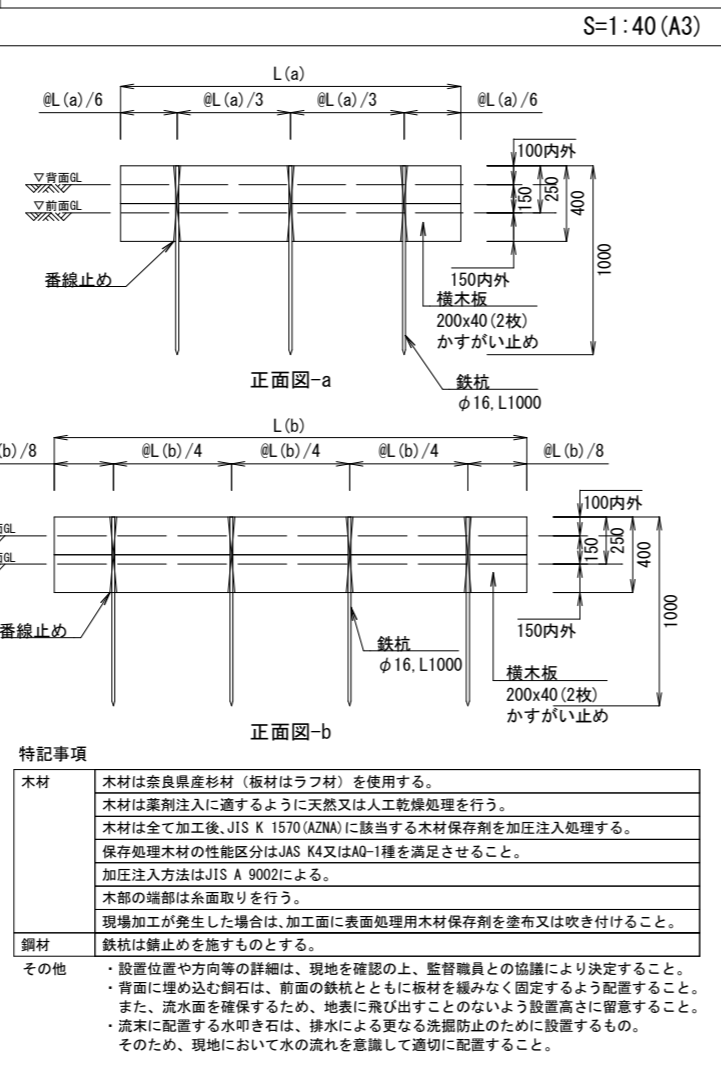 S=1:40(A3)
L(a)
@L(a)/6 @L(a)/3 @L(a)/3 @L(a)/6
100内外
▽背面GL
▽前面GL
150
250
400
1000
番線止め
150内外
横木板
200x40(2枚)
かすがい止め
正面図-a
鉄杭
φ16,L1000
L(b)
(b)/8 @L(b)/4 @L(b)/4 @L(b)/4 @L(b)/8
100内外
面GL
面GL
150
250
400
1000
番線止め
150内外
鉄杭
φ16,L1000
横木板
200x40(2枚)
かすがい止め
正面図-b
特記事項
木材 木材は奈良県産杉材（板材はラフ材）を使用する。
木材は薬剤注入に適するように天然又は人工乾燥処理を行う。
木材は全て加工後、JIS K 1570(AZNA)に該当する木材保存剤を加圧注入処理する。
保存処理木材の性能区分はJAS K4又はAQ-1種を満足させること。
加圧注入方法はJIS A 9002による。
木部の端部は糸面取りを行う。
現場加工が発生した場合は、加工面に表面処理用木材保存剤を塗布又は吹き付けること。
鋼材 鉄杭は錆止めを施すものとする。
その他 ・設置位置や方向等の詳細は、現地を確認の上、監督職員との協議により決定すること。
・背面に埋め込む飼石は、前面の鉄杭とともに板材を緩みなく固定するよう配置すること。
また、流水面を確保するため、地表に飛び出すことのないよう設置高さに留意すること。
・流末に配置する水叩き石は、排水による更なる洗掘防止のために設置するもの。
そのため、現地において水の流れを意識して適切に配置すること。